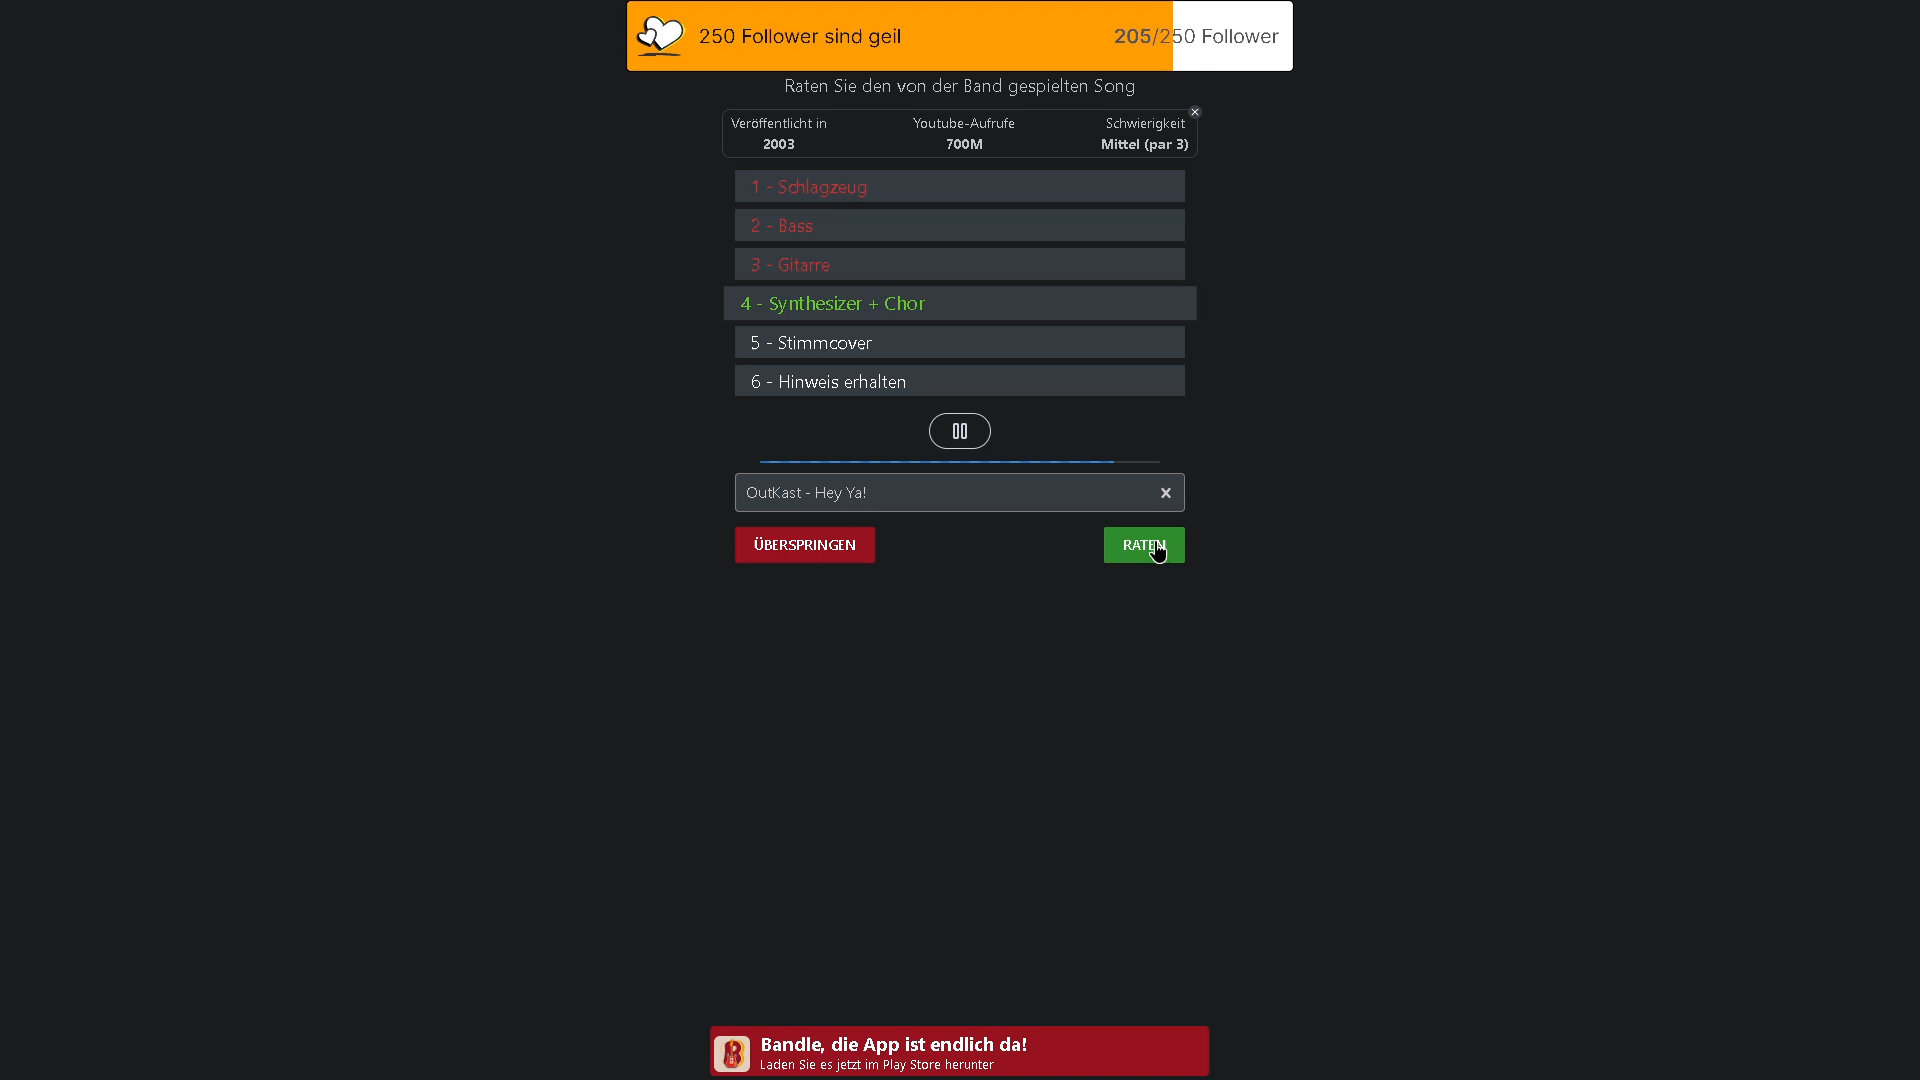 250 Follower sind geil
205/250 Follower
Raten Sie den von der Band gespielten Song
Veröffentlicht in
2003
Youtube-Aufrufe
700M
Schwierigkeit
Mittel (par 3)
1 - Schlagzeug
2 - Bass
3 - Gitarre
4 - Synthesizer + Chor
5 - Stimmcover
6 - Hinweis erhalten
OutKast - Hey Ya!
ÜBERSPRINGEN
RATEN
Bandle, die App ist endlich da!
Laden Sie es jetzt im Play Store herunter